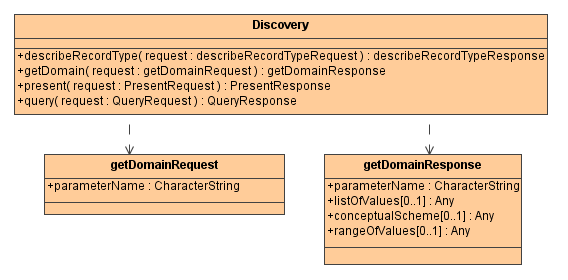 Discovery
+describeRecordType( request : describeRecordTypeRequest ) : describeRecordTypeResponse
+getDomain( request : getDomainRequest ) : getDomainResponse
+present( request : PresentRequest ) : PresentResponse
+query( request : QueryRequest ) : QueryResponse
getDomainRequest
+parameterName : CharacterString
getDomainResponse
+parameterName : CharacterString
+listOfValues[0..1] : Any
+conceptualScheme[0..1] : Any
+rangeOfValues[0..1] : Any